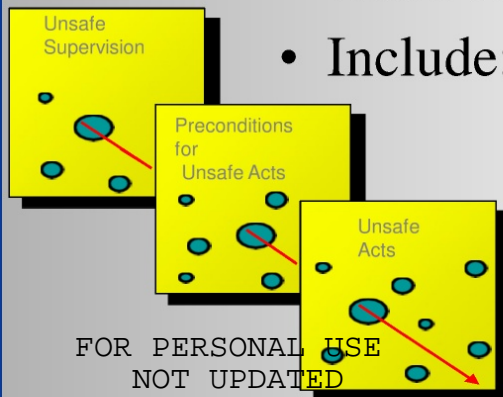 Unsafe
Supervision
• Include
Preconditions
for
Unsafe Acts
Unsafe
Acts
FOR PERSONAL USE
NOT UPDATED